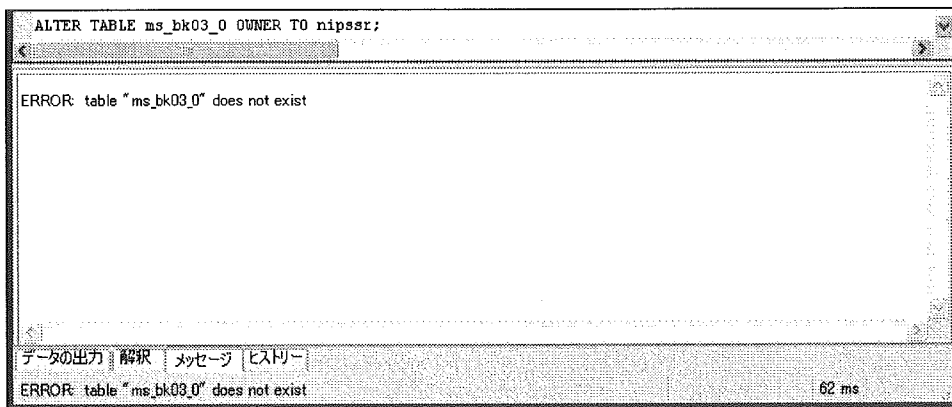 ALTER TABLE ms_bk03_0 OWNER TO nipssr;
ERROR: table "ms_bk03_0" does not exist
データの出力 解釈 メッセージ ヒストリー
ERROR: table "ms_bk03_0" does not exist 62 ms